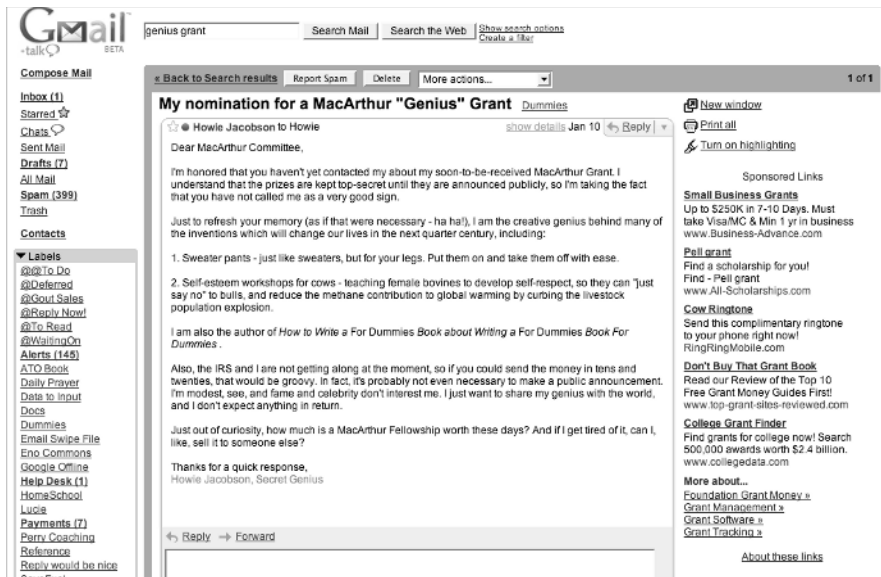 Gmail
talk BETA
genius grant
Search Mail
Search the Web
Show search options
Create a filter
Compose Mail
Inbox (1)
Starred
Chats
Sent Mail
Drafts (7)
All Mail
Spam (399)
Trash
Contacts
Labels
@@To Do
@Deferred
@Gout Sales
@Reply Now!
@To Read
@WaitingOn
Alerts (145)
ATO Book
Daily Prayer
Data to Input
Docs
Dummies
Email Swipe File
Eno Commons
Google Offline
Help Desk (1)
HomeSchool
Lucie
Payments (7)
Perry Coaching
Reference
Reply would be nice
« Back to Search results
Report Spam
Delete
More actions...
1 of 1
My nomination for a MacArthur "Genius" Grant Dummies
Howie Jacobson to Howie
show details Jan 10
Reply
Dear MacArthur Committee,
I'm honored that you haven't yet contacted my about my soon-to-be-received MacArthur Grant. I
understand that the prizes are kept top-secret until they are announced publicly, so I'm taking the fact
that you have not called me as a very good sign.
Just to refresh your memory (as if that were necessary - ha ha!), I am the creative genius behind many of
the inventions which will change our lives in the next quarter century, including:
1. Sweater pants - just like sweaters, but for your legs. Put them on and take them off with ease.
2. Self-esteem workshops for cows - teaching female bovines to develop self-respect, so they can "just
say no" to bulls, and reduce the methane contribution to global warming by curbing the livestock
population explosion.
I am also the author of How to Write a For Dummies Book about Writing a For Dummies Book For
Dummies .
Also, the IRS and I are not getting along at the moment, so if you could send the money in tens and
twenties, that would be groovy. In fact, it's probably not even necessary to make a public announcement.
I'm modest, see, and fame and celebrity don't interest me. I just want to share my genius with the world,
and I don't expect anything in return.
Just out of curiosity, how much is a MacArthur Fellowship worth these days? And if I get tired of it, can I,
like, sell it to someone else?
Thanks for a quick response,
Howie Jacobson, Secret Genius
Reply
Forward
New window
Print all
Turn on highlighting
Sponsored Links
Small Business Grants
Up to $250K in 7-10 Days. Must
take Visa/MC & Min 1 yr in business
www.Business-Advance.com
Pell grant
Find a scholarship for you!
Find - Pell grant
www.All-Scholarships.com
Cow Ringtone
Send this complimentary ringtone
to your phone right now!
RingRingMobile.com
Don't Buy That Grant Book
Read our Review of the Top 10
Free Grant Money Guides First!
www.top-grant-sites-reviewed.com
College Grant Finder
Find grants for college now! Search
500,000 awards worth $2.4 billion.
www.collegedata.com
More about...
Foundation Grant Money »
Grant Management »
Grant Software »
Grant Tracking »
About these links